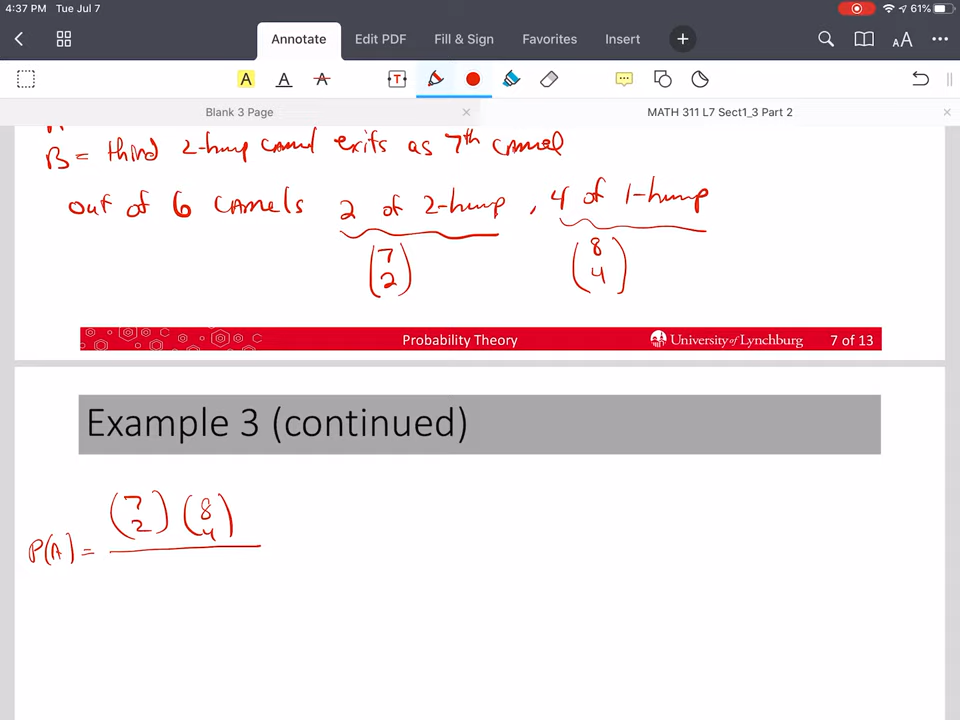 4:37 PM Tue Jul 7 61%
Annotate Edit PDF Fill & Sign Favorites Insert
A A A T
Blank 3 Page MATH 311 L7 Sect1_3 Part 2
B = third 2-hump camel exits as 7th camel
out of 6 camels 2 of 2-hump, 4 of 1-hump
(7 2) (8 4)
Probability Theory University of Lynchburg 7 of 13
Example 3 (continued)
(7 2) (8 4)
P(A) =